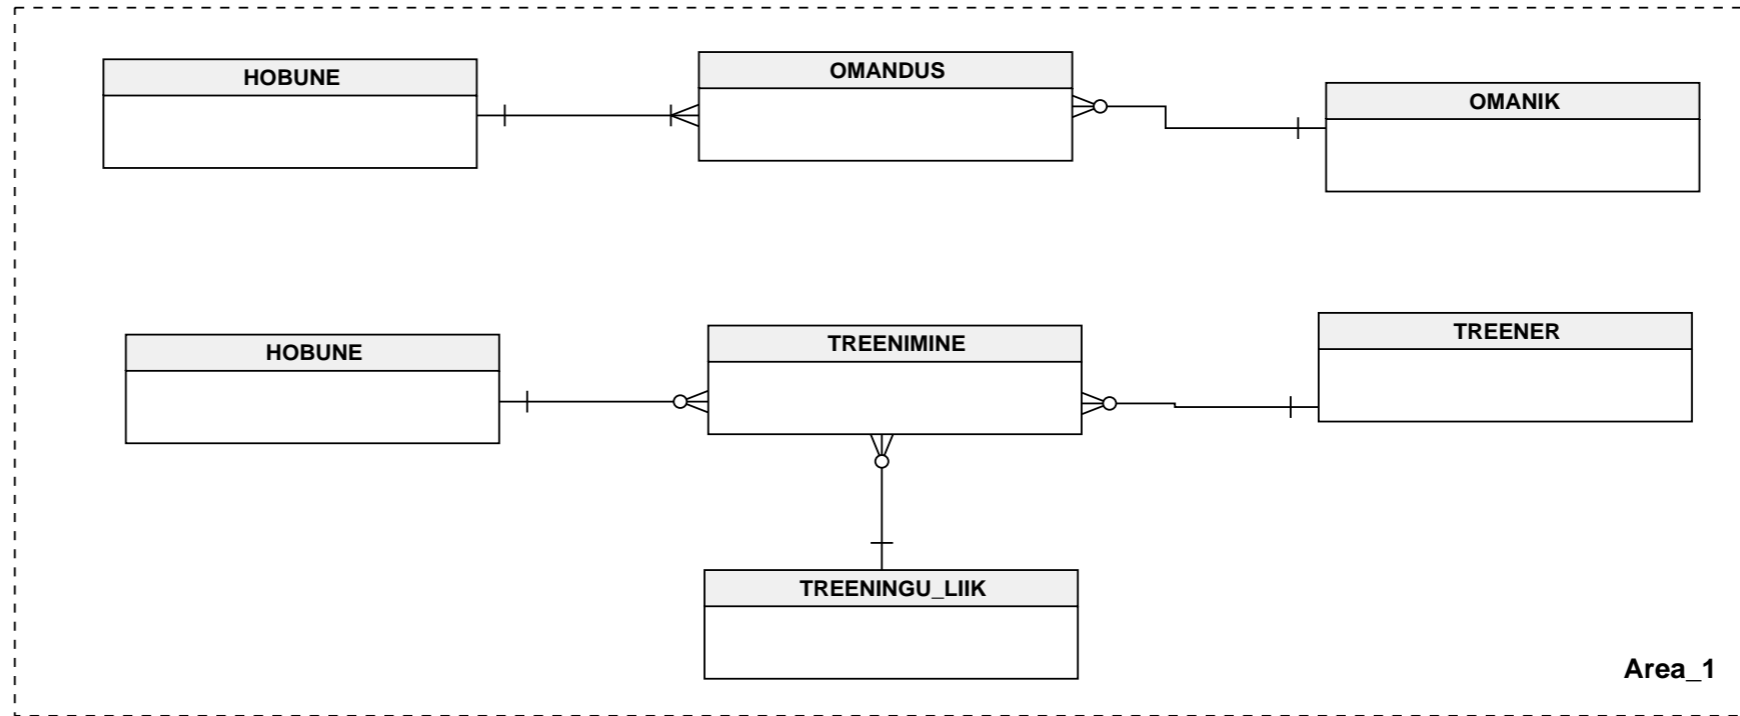 HOBUNE
OMANDUS
OMANIK
HOBUNE
TREENIMINE
TREENER
TREENINGU_LIIK
Area_1